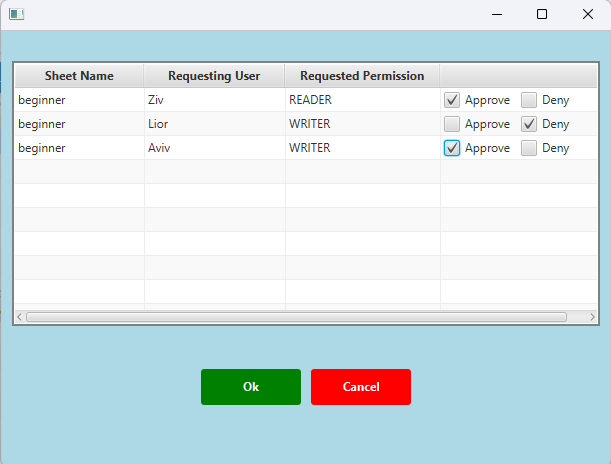 Sheet Name Requesting User Requested Permission
beginner Ziv READER Approve Deny
beginner Lior WRITER Approve Deny
beginner Aviv WRITER Approve Deny
Ok Cancel